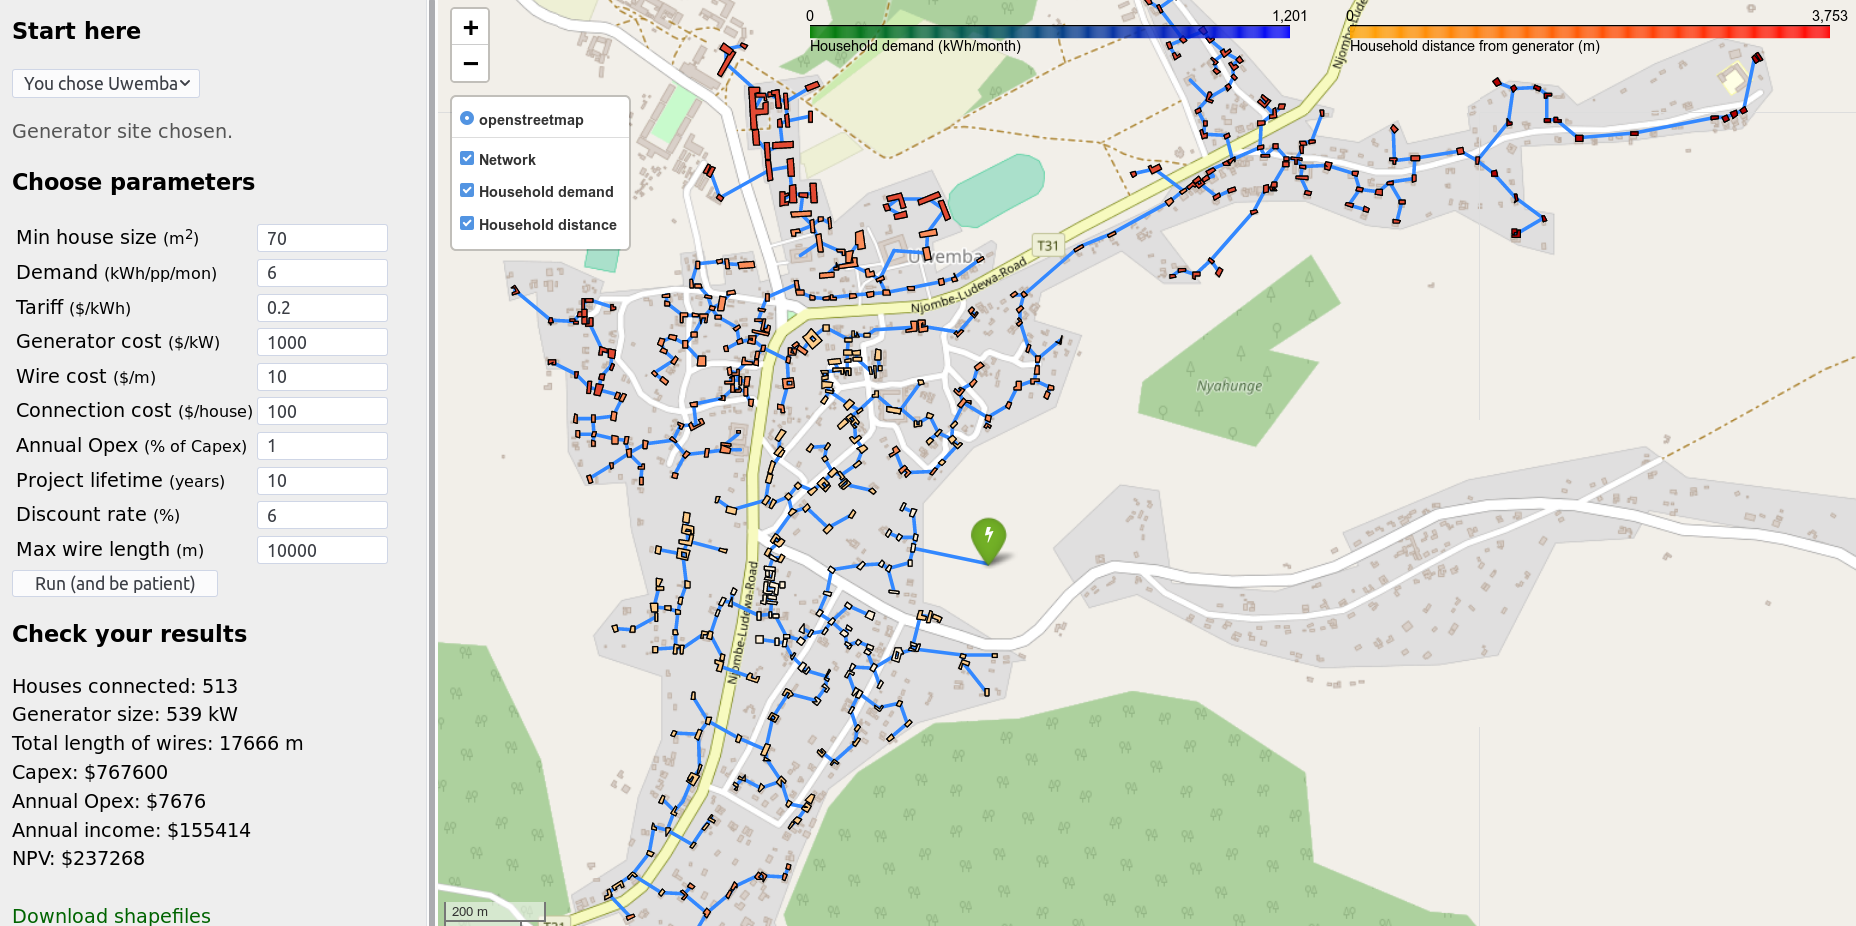 Start here
You chose Uwemba
Generator site chosen.
Choose parameters
Min house size (m2) 70
Demand (kWh/pp/mon) 6
Tariff ($/kWh) 0.2
Generator cost ($/kW) 1000
Wire cost ($/m) 10
Connection cost ($/house) 100
Annual Opex (% of Capex) 1
Project lifetime (years) 10
Discount rate (%) 6
Max wire length (m) 10000
Run (and be patient)
Check your results
Houses connected: 513
Generator size: 539 kW
Total length of wires: 17666 m
Capex: $767600
Annual Opex: $7676
Annual income: $155414
NPV: $237268
Download shapefiles
+
−
openstreetmap
Network
Household demand
Household distance
0 1,201
Household demand (kWh/month)
0 3,753
Household distance from generator (m)
Uwemba
T31
Njombe-Ludewa-Road
Nyahunge
Njombe-Ludewa-Road
200 m